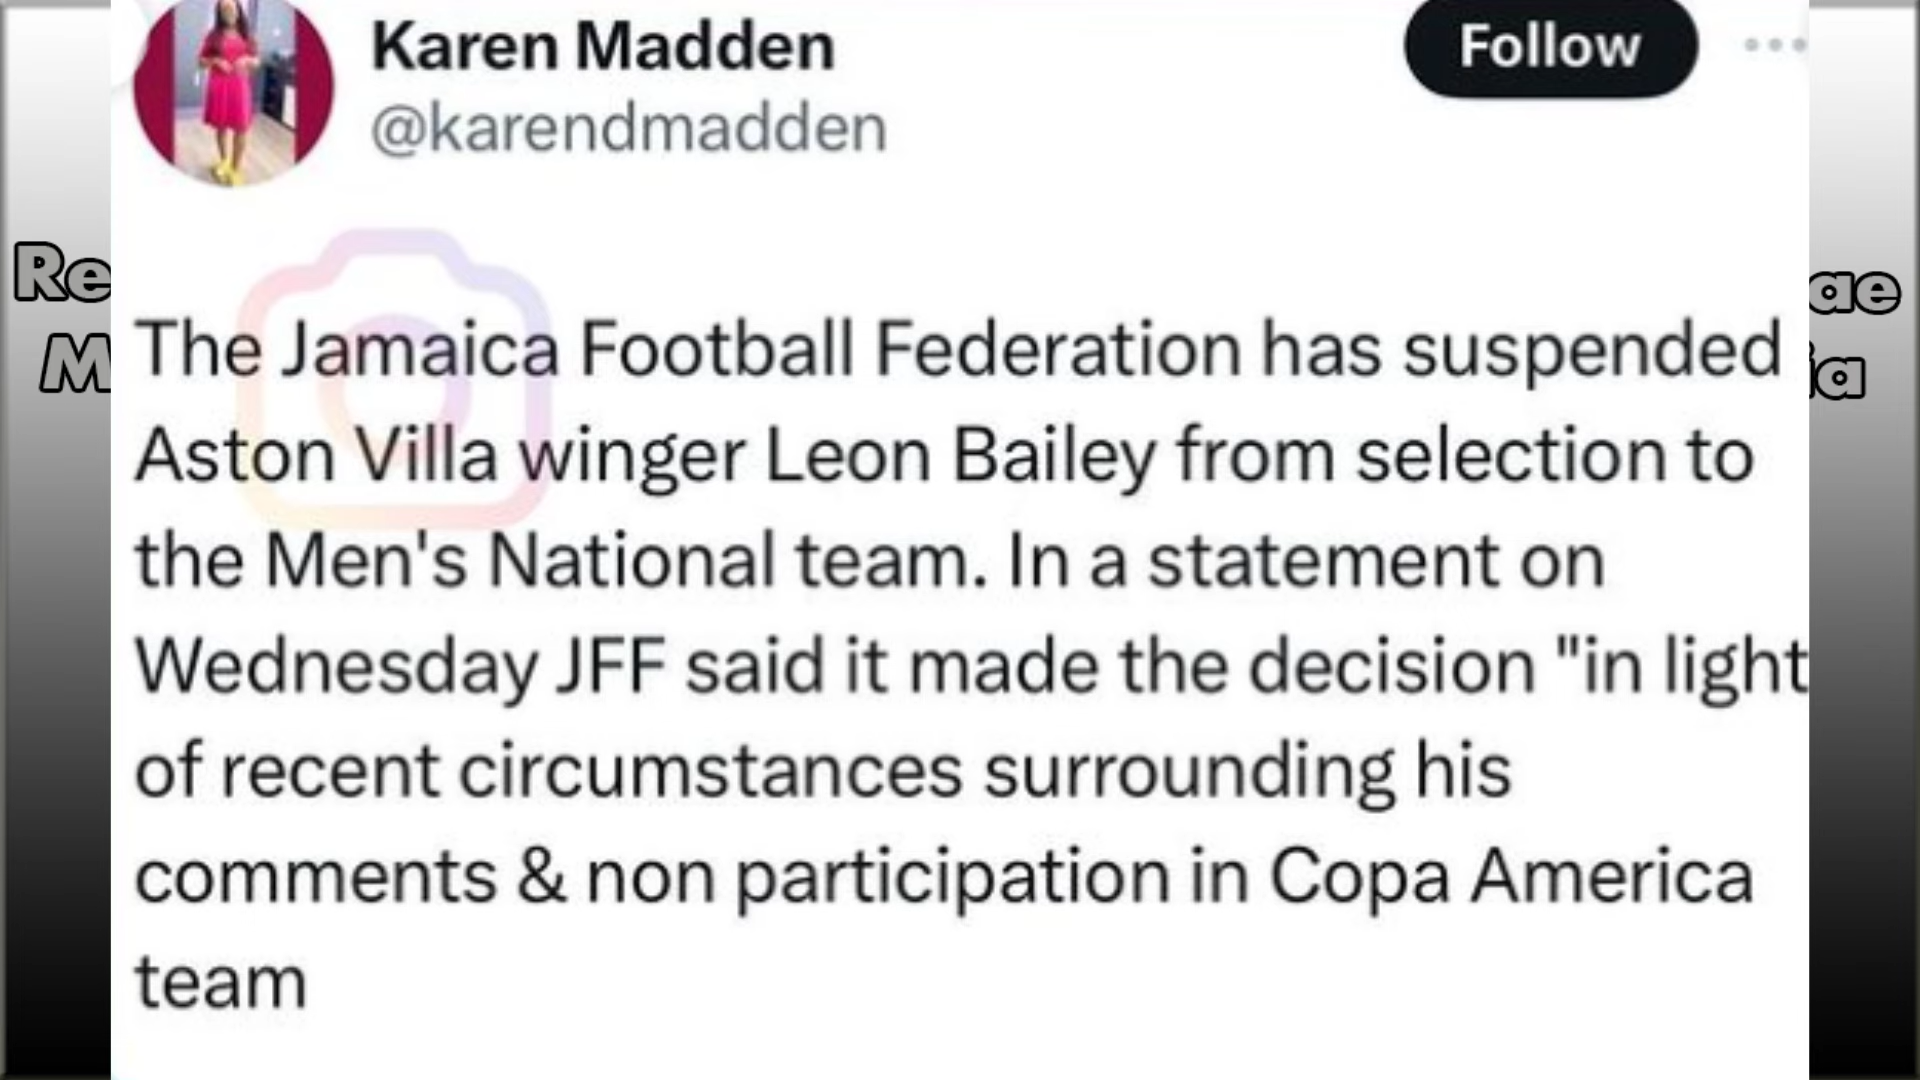 Karen Madden
Follow
@karendmadden
The Jamaica Football Federation has suspended
Aston Villa winger Leon Bailey from selection to
the Men's National team. In a statement on
Wednesday JFF said it made the decision "in light
of recent circumstances surrounding his
comments & non participation in Copa America
team